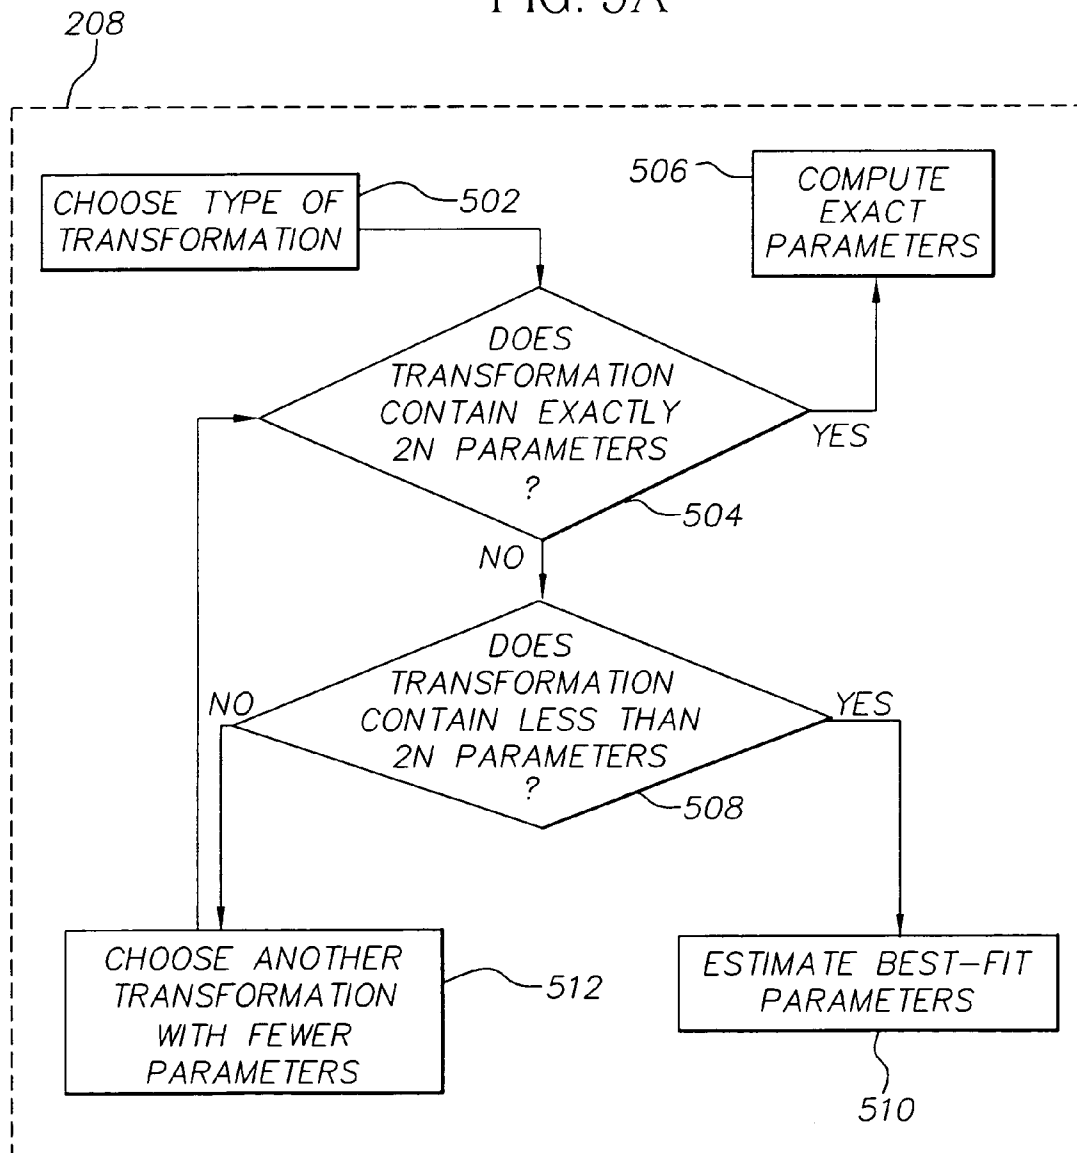 FIG. 5A
208
CHOOSE TYPE OF
TRANSFORMATION
502
506
COMPUTE
EXACT
PARAMETERS
DOES
TRANSFORMATION
CONTAIN EXACTLY
2N PARAMETERS
?
YES
504
NO
DOES
TRANSFORMATION
CONTAIN LESS THAN
2N PARAMETERS
?
NO
YES
508
CHOOSE ANOTHER
TRANSFORMATION
WITH FEWER
PARAMETERS
512
ESTIMATE BEST-FIT
PARAMETERS
510